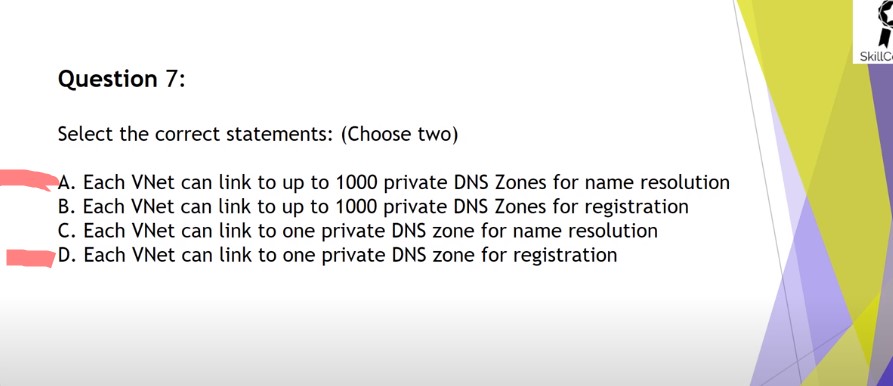 SkillC
Question 7:
Select the correct statements: (Choose two)
A. Each VNet can link to up to 1000 private DNS Zones for name resolution
B. Each VNet can link to up to 1000 private DNS Zones for registration
C. Each VNet can link to one private DNS zone for name resolution
D. Each VNet can link to one private DNS zone for registration